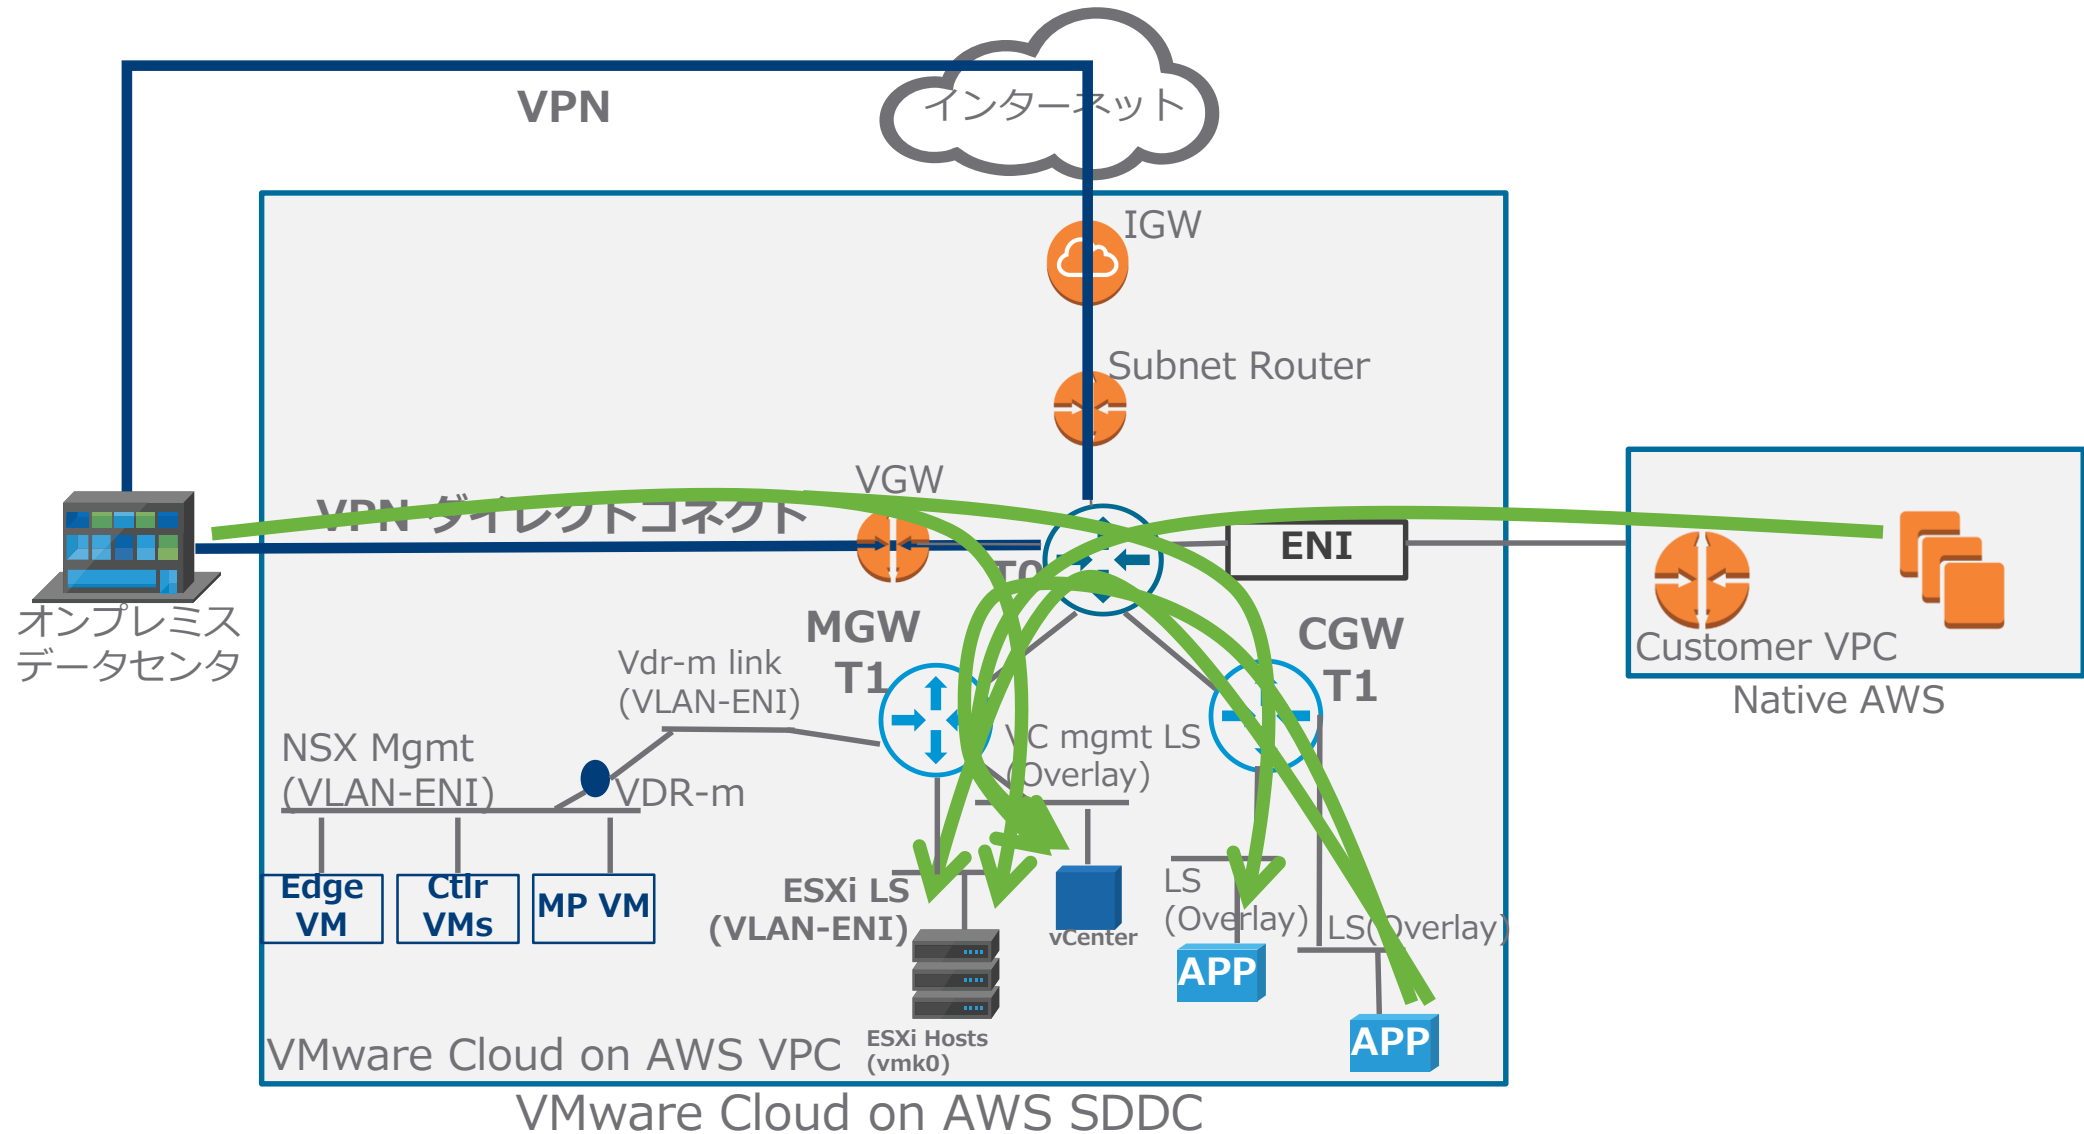 インターネット
VPN
IGW
Subnet Router
VGW
VPN ダイレクトコネクト
ENI
T0
オンプレミス
データセンタ
MGW
T1
CGW
T1
Customer VPC
Native AWS
Vdr-m link
(VLAN-ENI)
NSX Mgmt
(VLAN-ENI)
VDR-m
VC mgmt LS
(Overlay)
Edge
VM
Ctlr
VMs
MP VM
ESXi LS
(VLAN-ENI)
vCenter
LS
(Overlay)
LS(Overlay)
APP
APP
ESXi Hosts
(vmk0)
VMware Cloud on AWS VPC
VMware Cloud on AWS SDDC